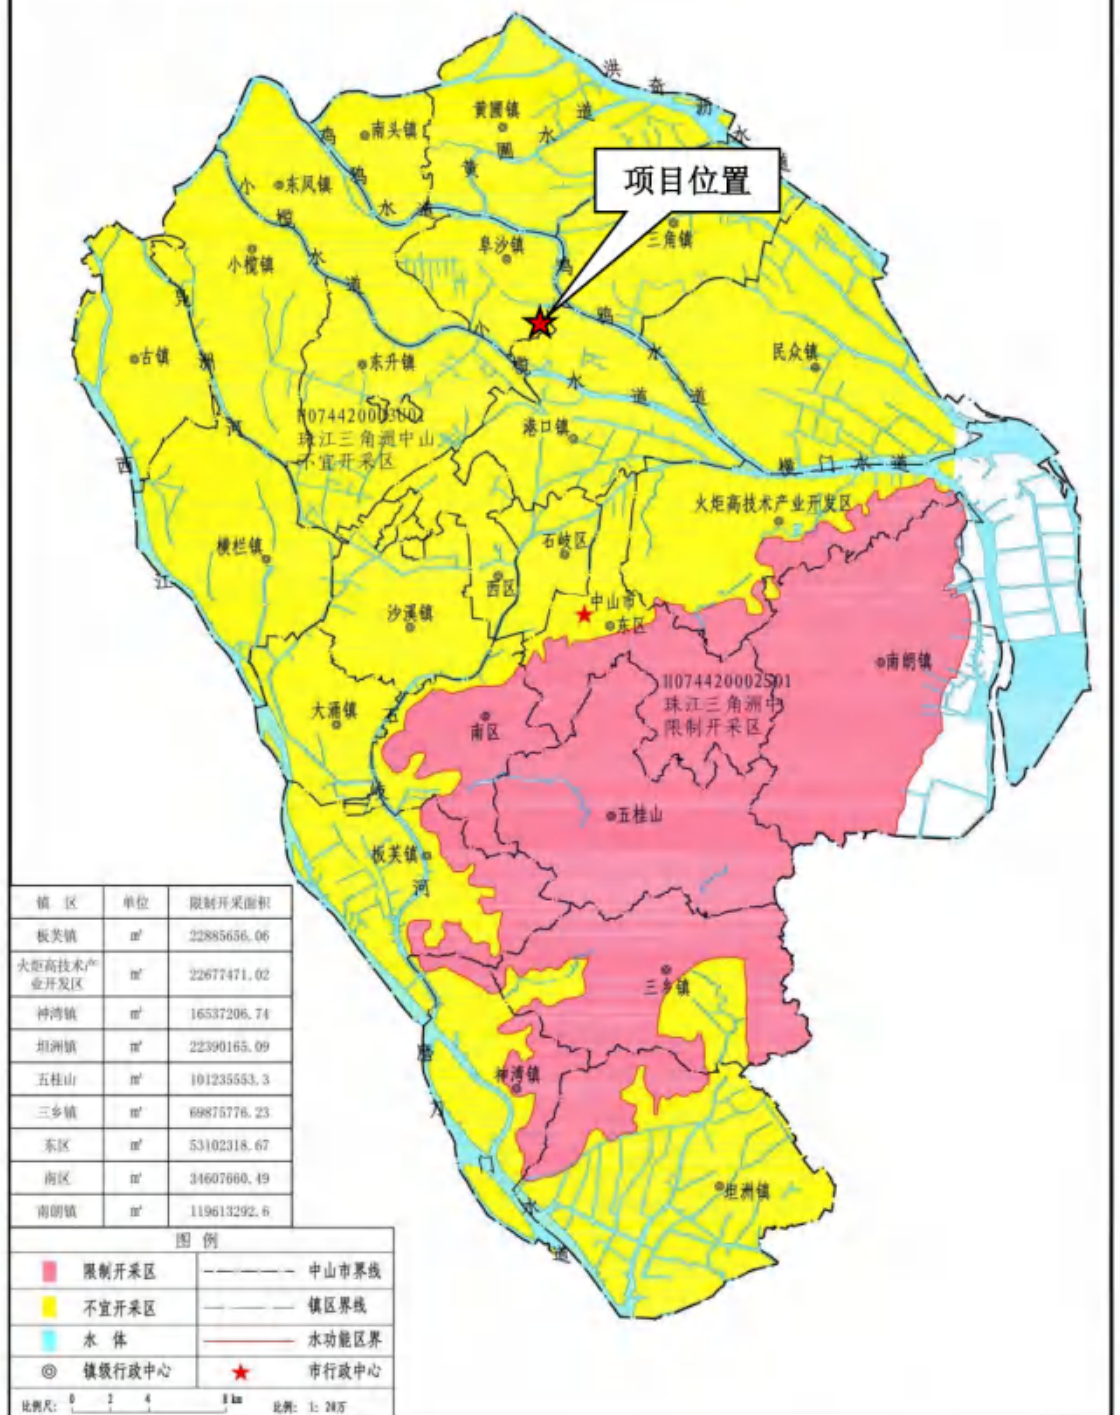 洪奇沥水道
黄圃镇
南头镇
黄圃水道
鸡鸦水道
项目位置
东凤镇
小榄水道
三角镇
阜沙镇
小榄镇
鸡鸦水道
古镇
东升镇
小榄水道
民众镇
H074420003U01
珠江三角洲中山
不宜开采区
港口镇
西江
横门水道
火炬高技术产业开发区
横栏镇
石岐区
西区
中山市
沙溪镇
东区
南朗镇
H074420002S01
珠江三角洲中
限制开采区
大涌镇
南区
石岐河
五桂山
板芙镇
三乡镇
神湾镇
磨刀门水道
坦洲镇
镇 区 单位 限制开采面积
板芙镇 m² 22885656.06
火炬高技术产业开发区 m² 22677471.02
神湾镇 m² 16537206.74
坦洲镇 m² 22390165.09
五桂山 m² 101235553.3
三乡镇 m² 69875776.23
东区 m² 53102318.67
南区 m² 34607660.49
南朗镇 m² 119613292.6
图 例
限制开采区 中山市界线
不宜开采区 镇区界线
水 体 水功能区界
镇级行政中心 市行政中心
比例尺: 0 2 4 8 km 比例: 1: 20万